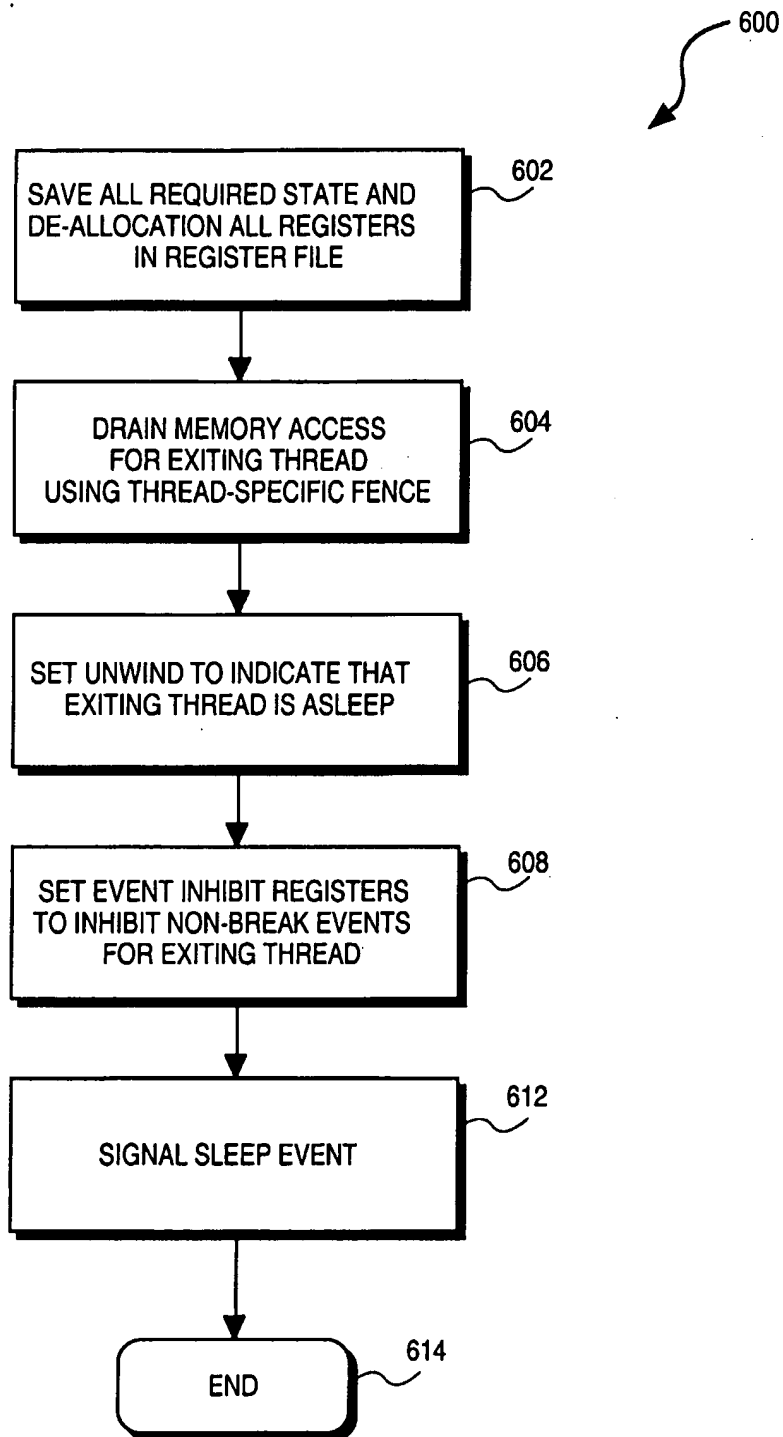 600
602
SAVE ALL REQUIRED STATE AND
DE-ALLOCATION ALL REGISTERS
IN REGISTER FILE
604
DRAIN MEMORY ACCESS
FOR EXITING THREAD
USING THREAD-SPECIFIC FENCE
606
SET UNWIND TO INDICATE THAT
EXITING THREAD IS ASLEEP
608
SET EVENT INHIBIT REGISTERS
TO INHIBIT NON-BREAK EVENTS
FOR EXITING THREAD
612
SIGNAL SLEEP EVENT
614
END